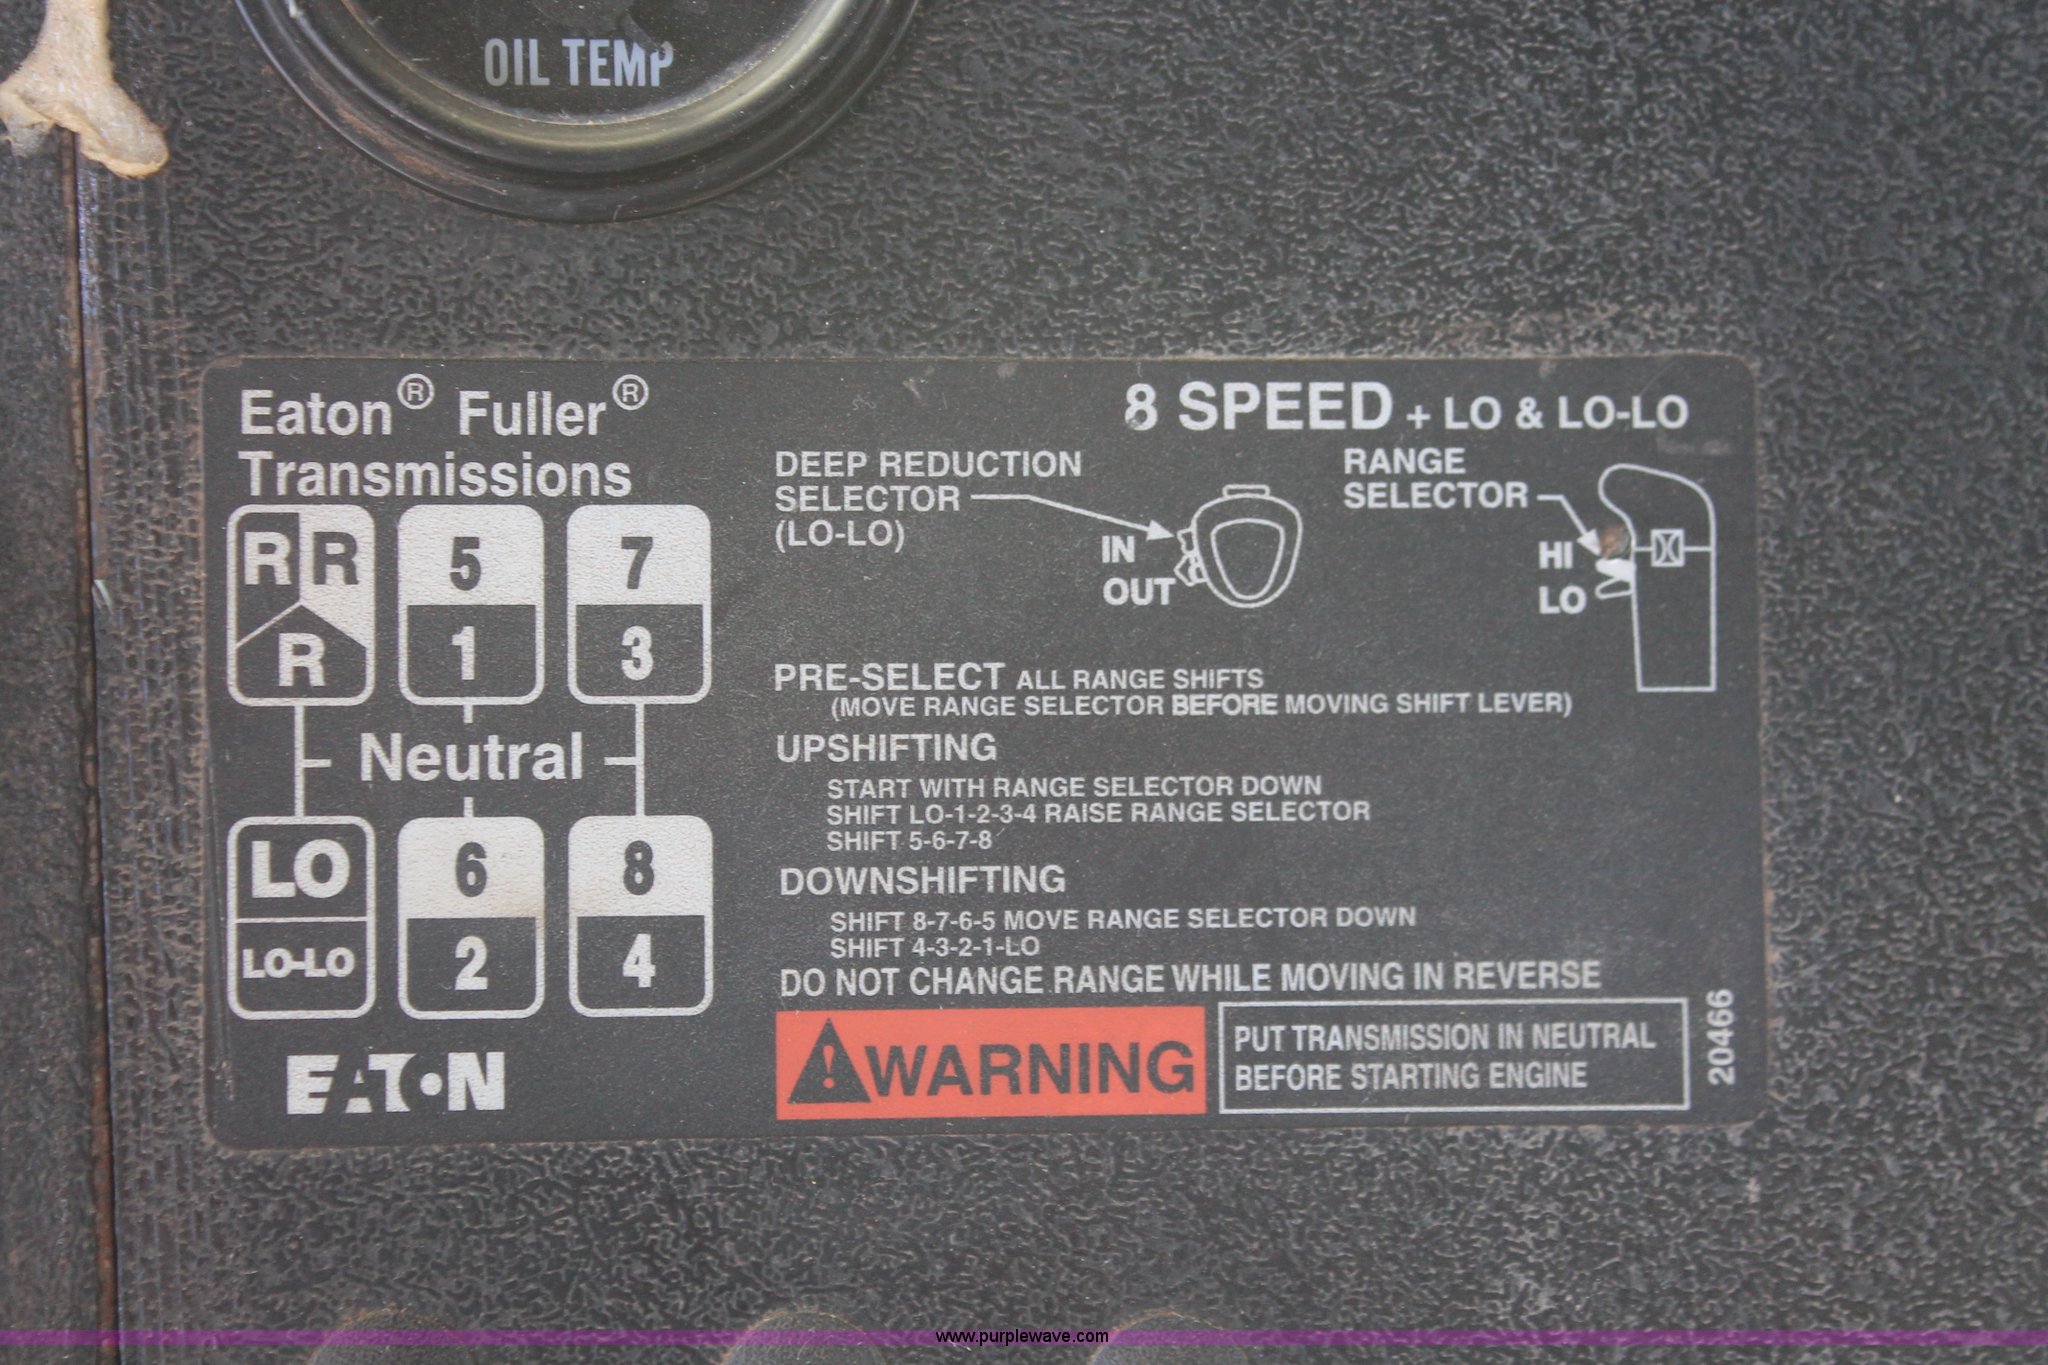 OIL TEMP
Eaton® Fuller®
Transmissions
8 SPEED + LO & LO-LO
DEEP REDUCTION
SELECTOR
(LO-LO)
IN
OUT
RANGE
SELECTOR
HI
LO
R R
R
5
1
7
3
Neutral
LO
LO-LO
6
2
8
4
EATON
PRE-SELECT ALL RANGE SHIFTS
(MOVE RANGE SELECTOR BEFORE MOVING SHIFT LEVER)
UPSHIFTING
START WITH RANGE SELECTOR DOWN
SHIFT LO-1-2-3-4 RAISE RANGE SELECTOR
SHIFT 5-6-7-8
DOWNSHIFTING
SHIFT 8-7-6-5 MOVE RANGE SELECTOR DOWN
SHIFT 4-3-2-1-LO
DO NOT CHANGE RANGE WHILE MOVING IN REVERSE
WARNING
PUT TRANSMISSION IN NEUTRAL
BEFORE STARTING ENGINE
20466
www.purplewave.com